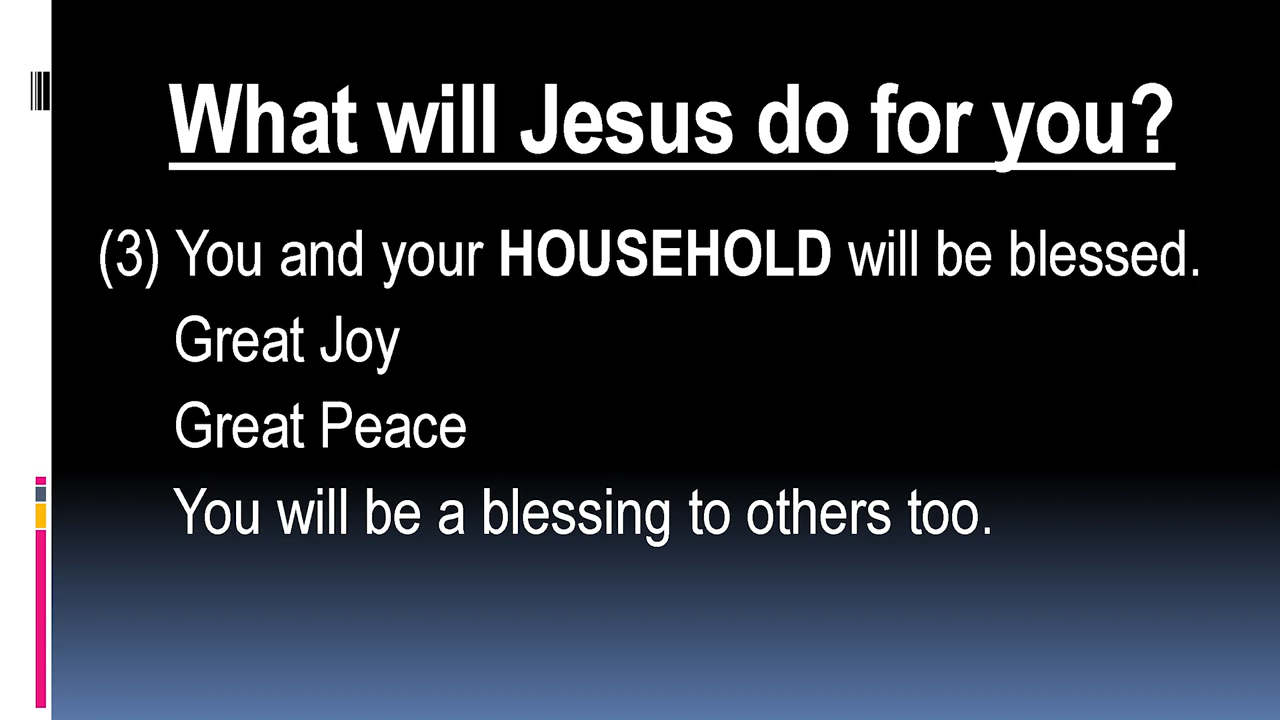 What will Jesus do for you?
(3) You and your HOUSEHOLD will be blessed.
Great Joy
Great Peace
You will be a blessing to others too.